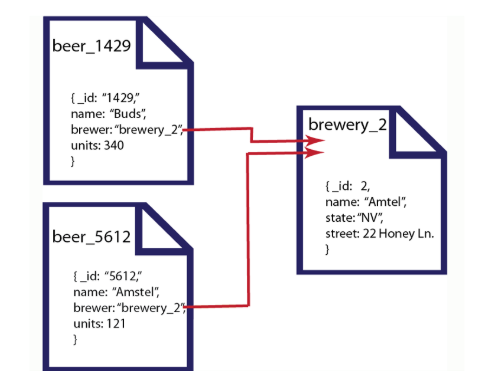 beer_1429
{ _id: "1429,"
name: "Buds",
brewer: "brewery_2",
units: 340
}
beer_5612
{ _id: "5612,"
name: "Amstel",
brewer: "brewery_2",
units: 121
}
brewery_2
{ _id: 2,
name: "Amtel",
state: "NV",
street: 22 Honey Ln.
}